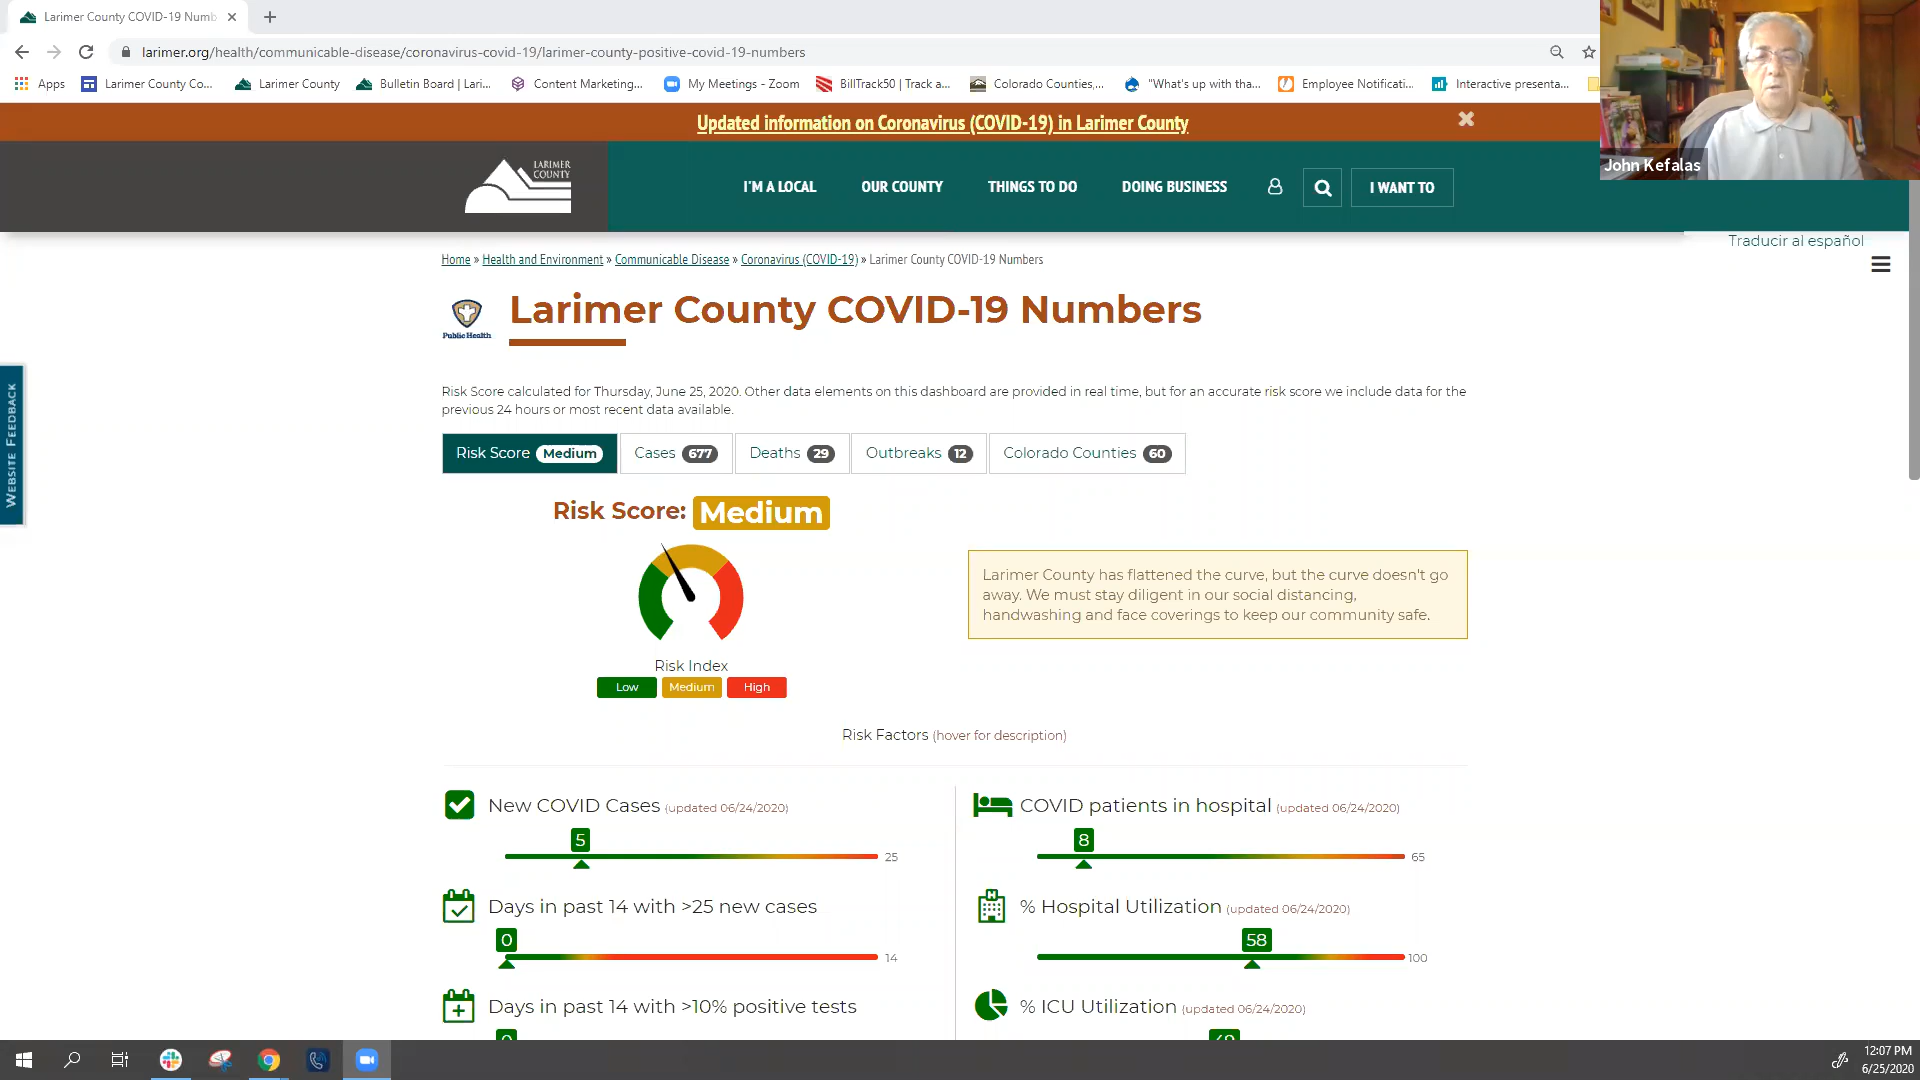 Larimer County COVID-19 Numb
larimer.org/health/communicable-disease/coronavirus-covid-19/larimer-county-positive-covid-19-numbers
Apps Larimer County Co... Larimer County Bulletin Board | Lari... Content Marketing... My Meetings - Zoom BillTrack50 | Track a... Colorado Counties,... "What's up with tha... Employee Notificati... Interactive presenta...
Updated information on Coronavirus (COVID-19) in Larimer County
John Kefalas
LARIMER
COUNTY
I'M A LOCAL OUR COUNTY THINGS TO DO DOING BUSINESS I WANT TO
Traducir al español
Home » Health and Environment » Communicable Disease » Coronavirus (COVID-19) » Larimer County COVID-19 Numbers
Public Health
Larimer County COVID-19 Numbers
WEBSITE FEEDBACK
Risk Score calculated for Thursday, June 25, 2020. Other data elements on this dashboard are provided in real time, but for an accurate risk score we include data for the
previous 24 hours or most recent data available.
Risk Score Medium Cases 677 Deaths 29 Outbreaks 12 Colorado Counties 60
Risk Score: Medium
Larimer County has flattened the curve, but the curve doesn't go
away. We must stay diligent in our social distancing,
handwashing and face coverings to keep our community safe.
Risk Index
Low Medium High
Risk Factors (hover for description)
New COVID Cases (updated 06/24/2020)
5
25
COVID patients in hospital (updated 06/24/2020)
8
65
Days in past 14 with >25 new cases
0
14
% Hospital Utilization (updated 06/24/2020)
58
100
Days in past 14 with >10% positive tests
% ICU Utilization (updated 06/24/2020)
12:07 PM
6/25/2020